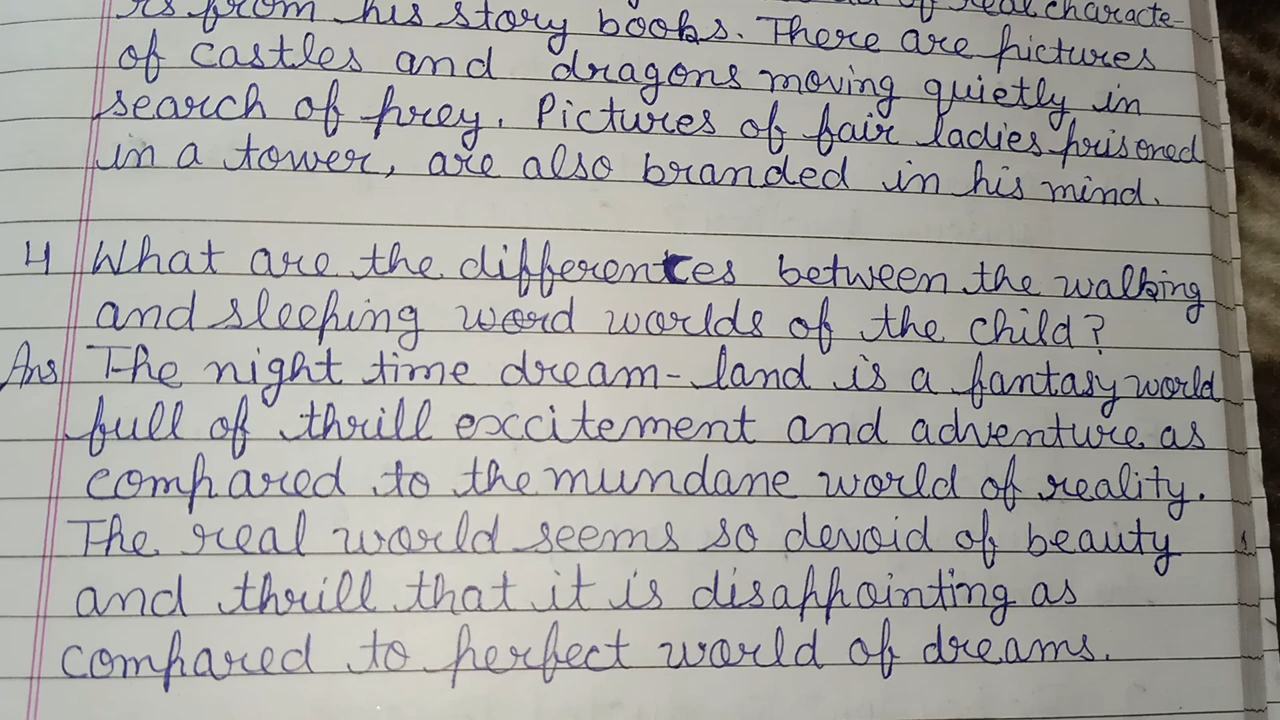 of real characte-
rs from his story books. There are pictures
of castles and dragons moving quietly in
search of prey. Pictures of fair ladies prisoned
in a tower, are also branded in his mind.
4 What are the differences between the walking
and sleeping word worlds of the child?
Ans The night time dream-land is a fantasy world
full of thrill excitement and adventure as
compared to the mundane world of reality.
The real world seems so devoid of beauty
and thrill that it is disappointing as
compared to perfect world of dreams.